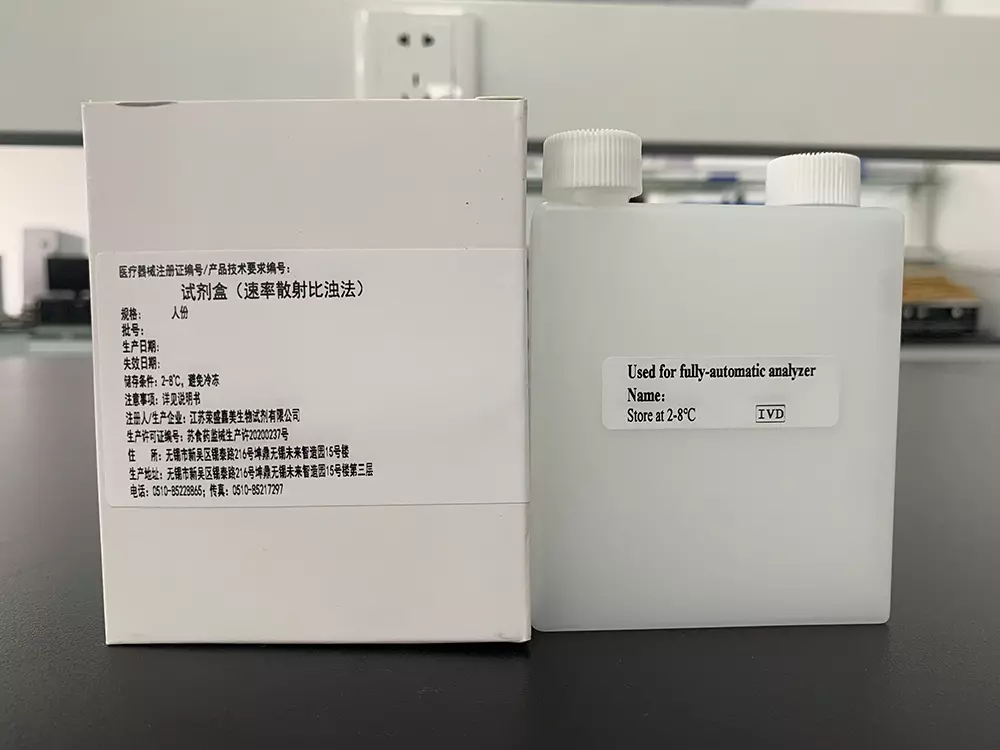 医疗器械注册证编号/产品技术要求编号：
试剂盒（速率散射比浊法）
规格： 人份
批号：
生产日期：
失效日期：
储存条件：2-8℃，避免冷冻
注意事项：详见说明书
注册人/生产企业：江苏荣盛嘉美生物试剂有限公司
生产许可证编号：苏食药监械生产许20200237号
住 所：无锡市新吴区锡泰路216号埠鼎无锡未来智造园15号楼
生产地址：无锡市新吴区锡泰路216号埠鼎无锡未来智造园15号楼第三层
电话：0510-85228865；传真：0510-85217297
Used for fully-automatic analyzer
Name:
Store at 2-8℃ IVD